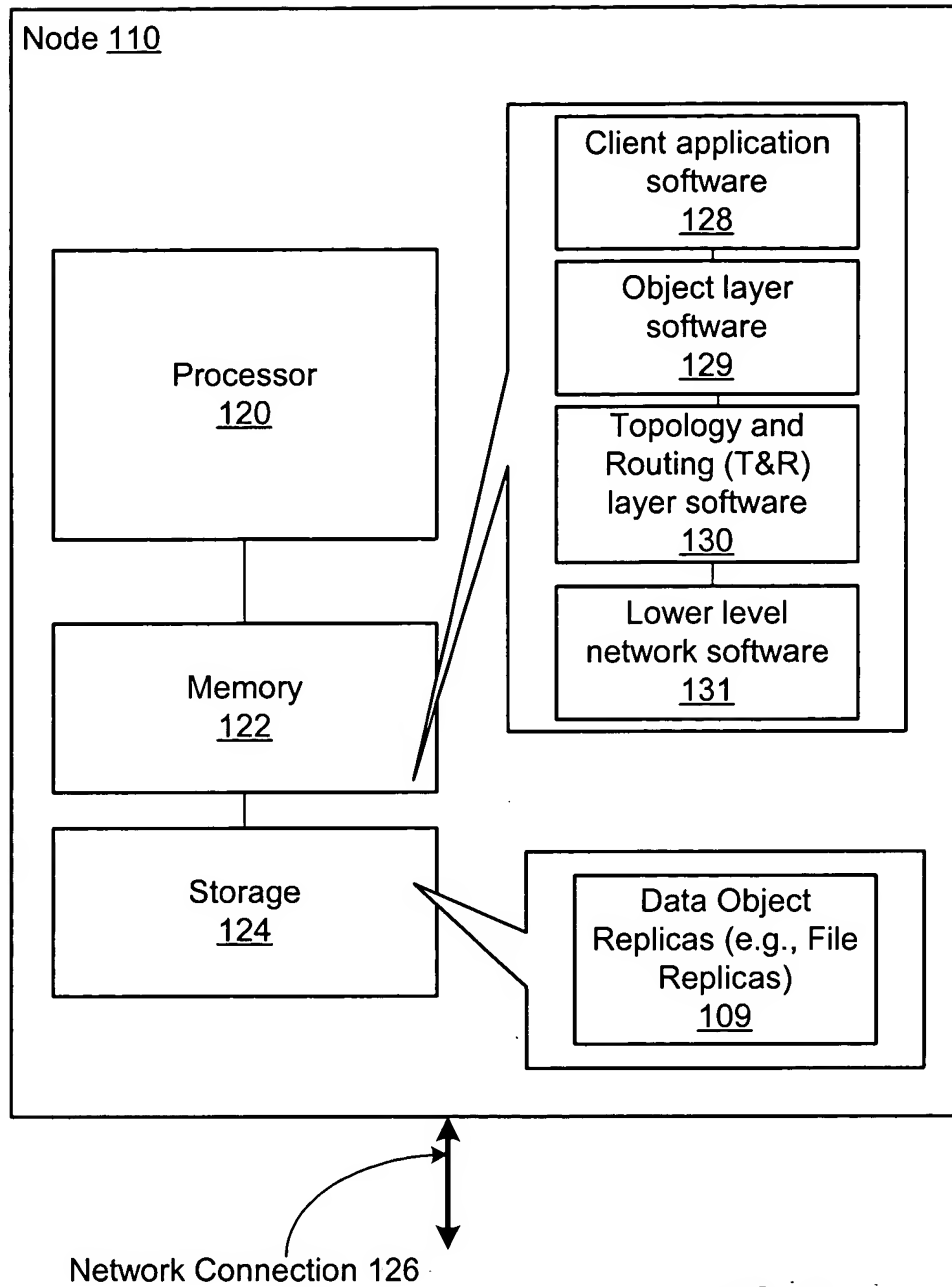 Node 110
Client application
software
128
Object layer
software
129
Topology and
Routing (T&R)
layer software
130
Lower level
network software
131
Processor
120
Memory
122
Storage
124
Data Object
Replicas (e.g., File
Replicas)
109
Network Connection 126